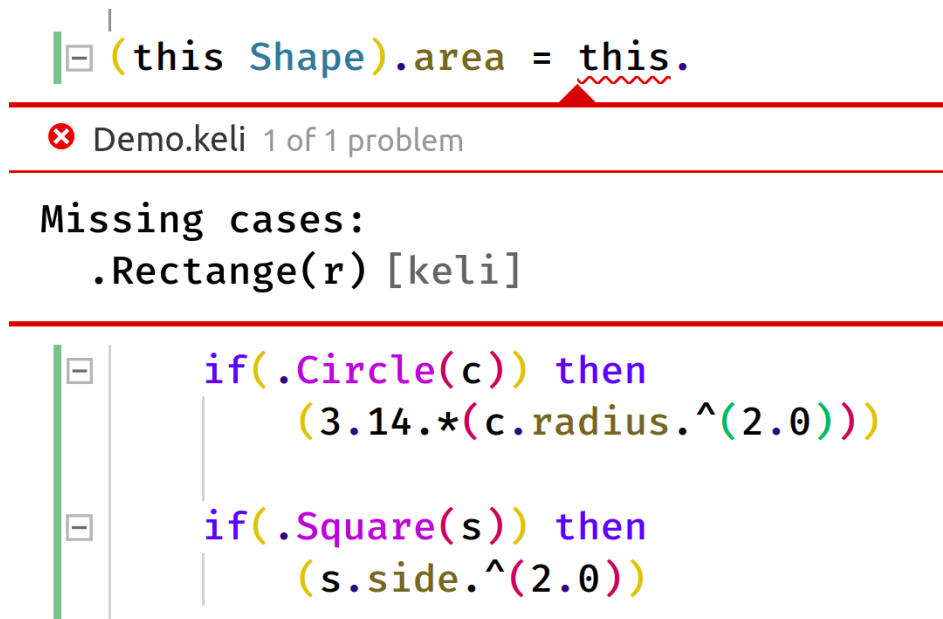 (this Shape).area = this.
Demo.keli 1 of 1 problem
Missing cases:
.Rectange(r) [keli]
if(.Circle(c)) then
(3.14.*(c.radius.^(2.0)))
if(.Square(s)) then
(s.side.^(2.0))